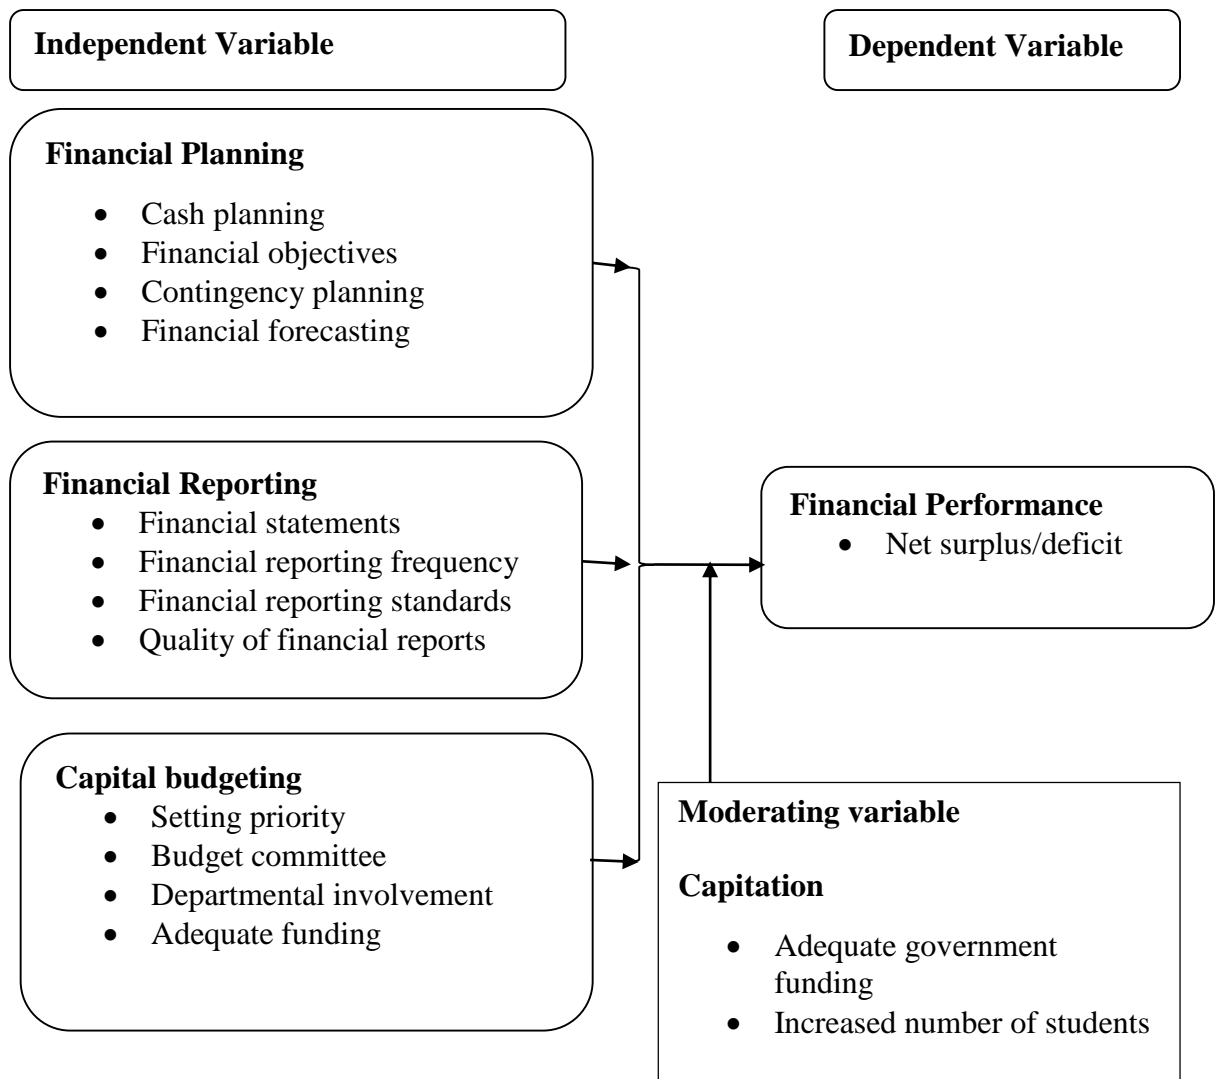 Independent Variable
Dependent Variable
Financial Planning
• Cash planning
• Financial objectives
• Contingency planning
• Financial forecasting
Financial Reporting
• Financial statements
• Financial reporting frequency
• Financial reporting standards
• Quality of financial reports
Financial Performance
• Net surplus/deficit
Capital budgeting
• Setting priority
• Budget committee
• Departmental involvement
• Adequate funding
Moderating variable
Capitation
• Adequate government
funding
• Increased number of students